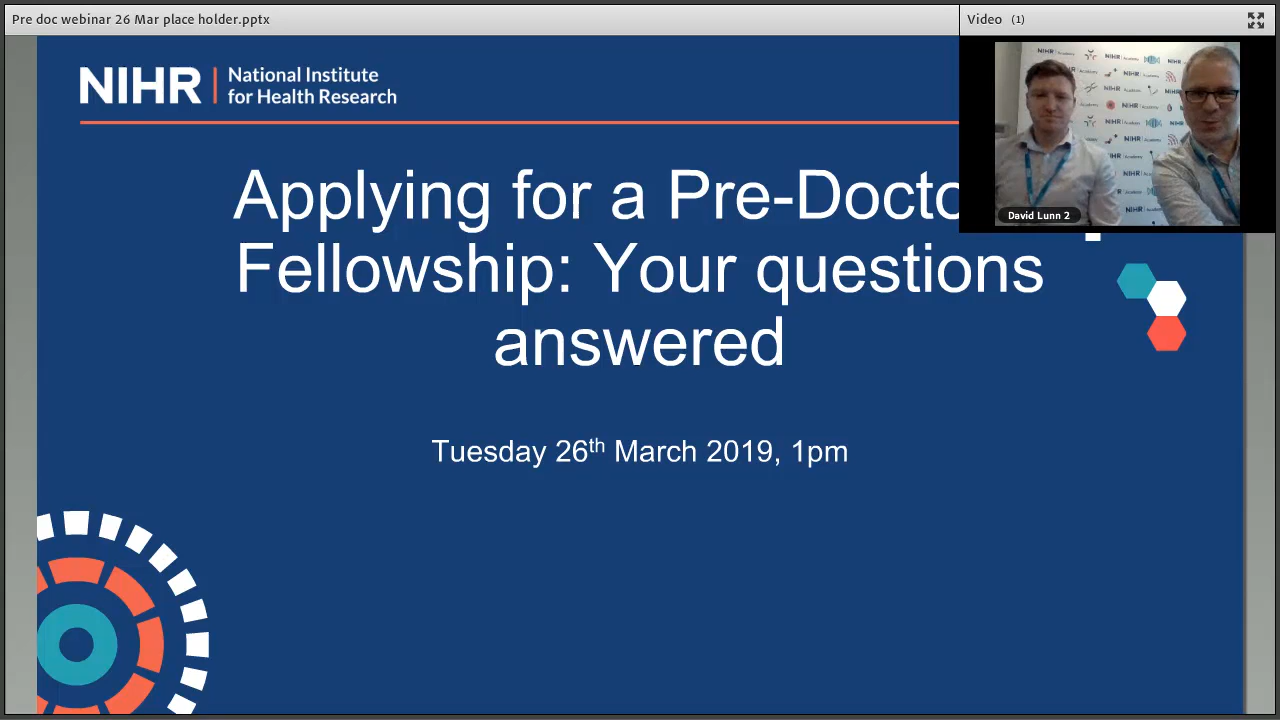 Pre doc webinar 26 Mar place holder.pptx
Video (1)
NIHR | National Institute
for Health Research
Applying for a Pre-Docto
Fellowship: Your questions
answered
Tuesday 26th March 2019, 1pm
David Lunn 2